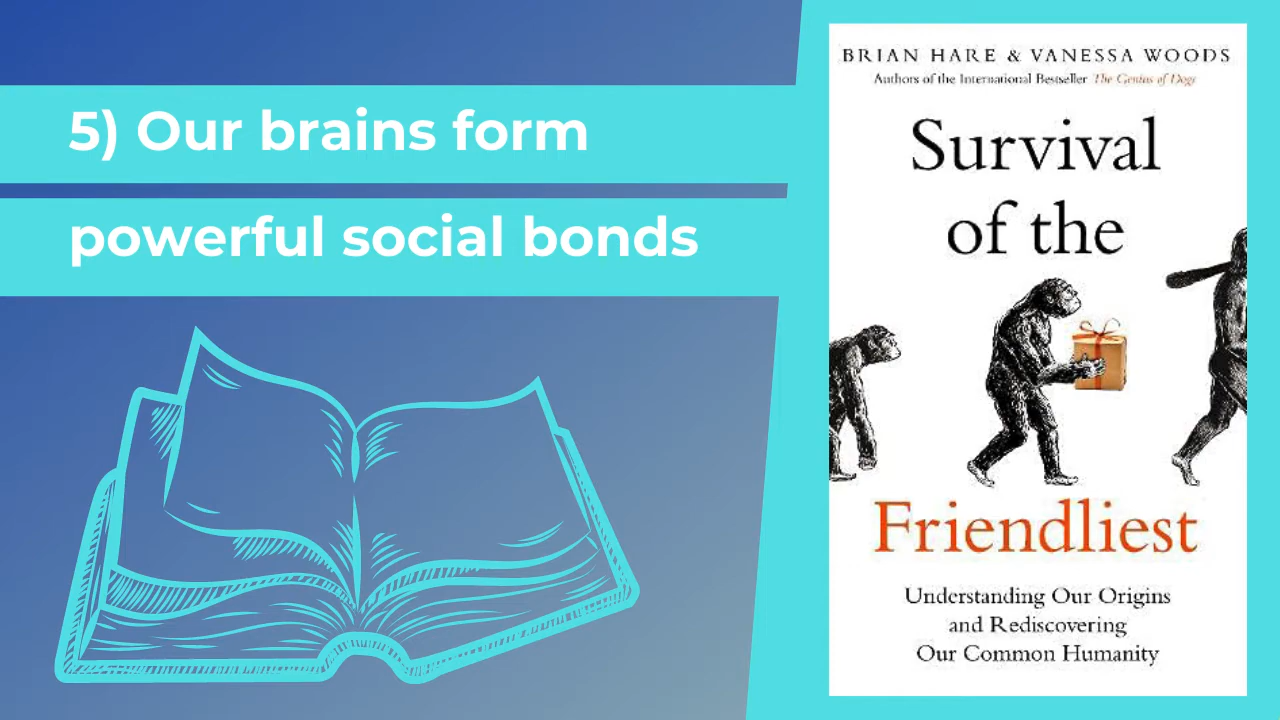 5) Our brains form
powerful social bonds
BRIAN HARE & VANESSA WOODS
Authors of the International Bestseller The Genius of Dogs
Survival
of the
Friendliest
Understanding Our Origins
and Rediscovering
Our Common Humanity